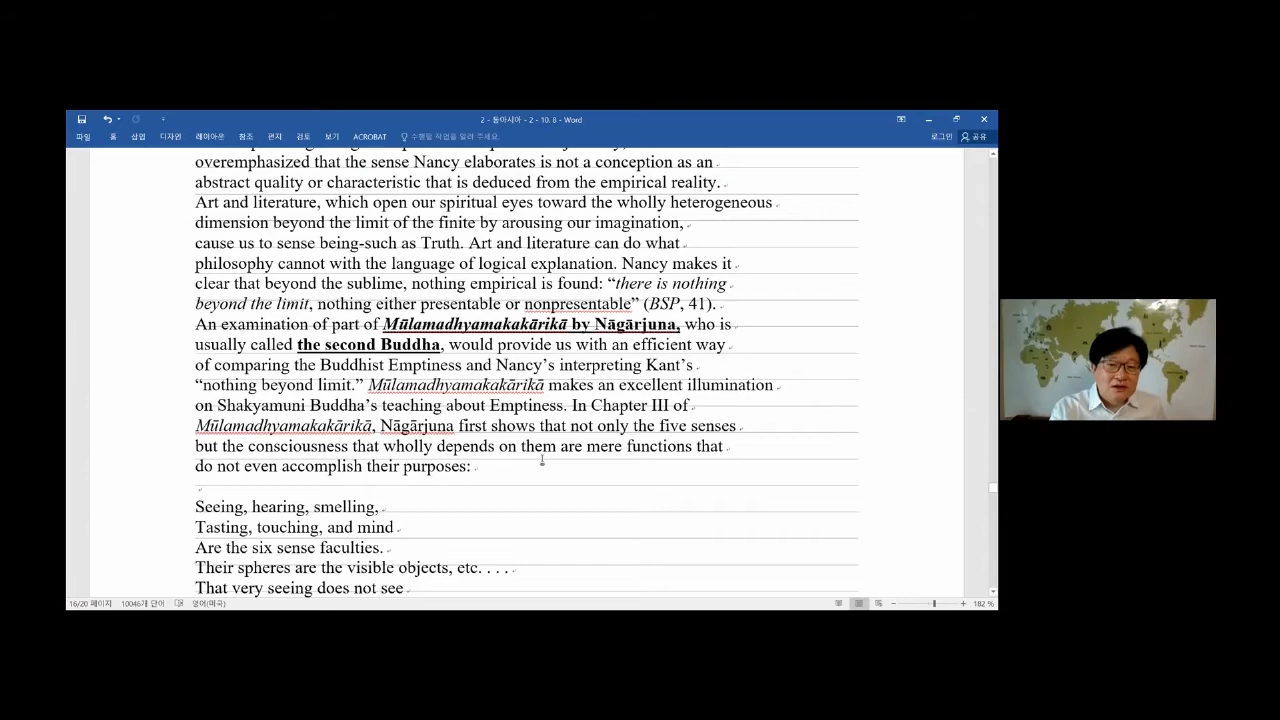 2 - 동아시아 - 2 - 10. 8 - Word
파일 홈 삽입 디자인 레이아웃 참조 편지 검토 보기 ACROBAT 수행할 작업을 알려 주세요. 로그인 공유
overemphasized that the sense Nancy elaborates is not a conception as an
abstract quality or characteristic that is deduced from the empirical reality.
Art and literature, which open our spiritual eyes toward the wholly heterogeneous
dimension beyond the limit of the finite by arousing our imagination,
cause us to sense being-such as Truth. Art and literature can do what
philosophy cannot with the language of logical explanation. Nancy makes it
clear that beyond the sublime, nothing empirical is found: “there is nothing
beyond the limit, nothing either presentable or nonpresentable” (BSP, 41).
An examination of part of Mūlamadhyamakakārikā by Nāgārjuna, who is
usually called the second Buddha, would provide us with an efficient way
of comparing the Buddhist Emptiness and Nancy’s interpreting Kant’s
“nothing beyond limit.” Mūlamadhyamakakārikā makes an excellent illumination
on Shakyamuni Buddha’s teaching about Emptiness. In Chapter III of
Mūlamadhyamakakārikā, Nāgārjuna first shows that not only the five senses
but the consciousness that wholly depends on them are mere functions that
do not even accomplish their purposes:
Seeing, hearing, smelling,
Tasting, touching, and mind
Are the six sense faculties.
Their spheres are the visible objects, etc. . . .
That very seeing does not see
16/20 페이지 10046개 단어 영어(미국) 182 %